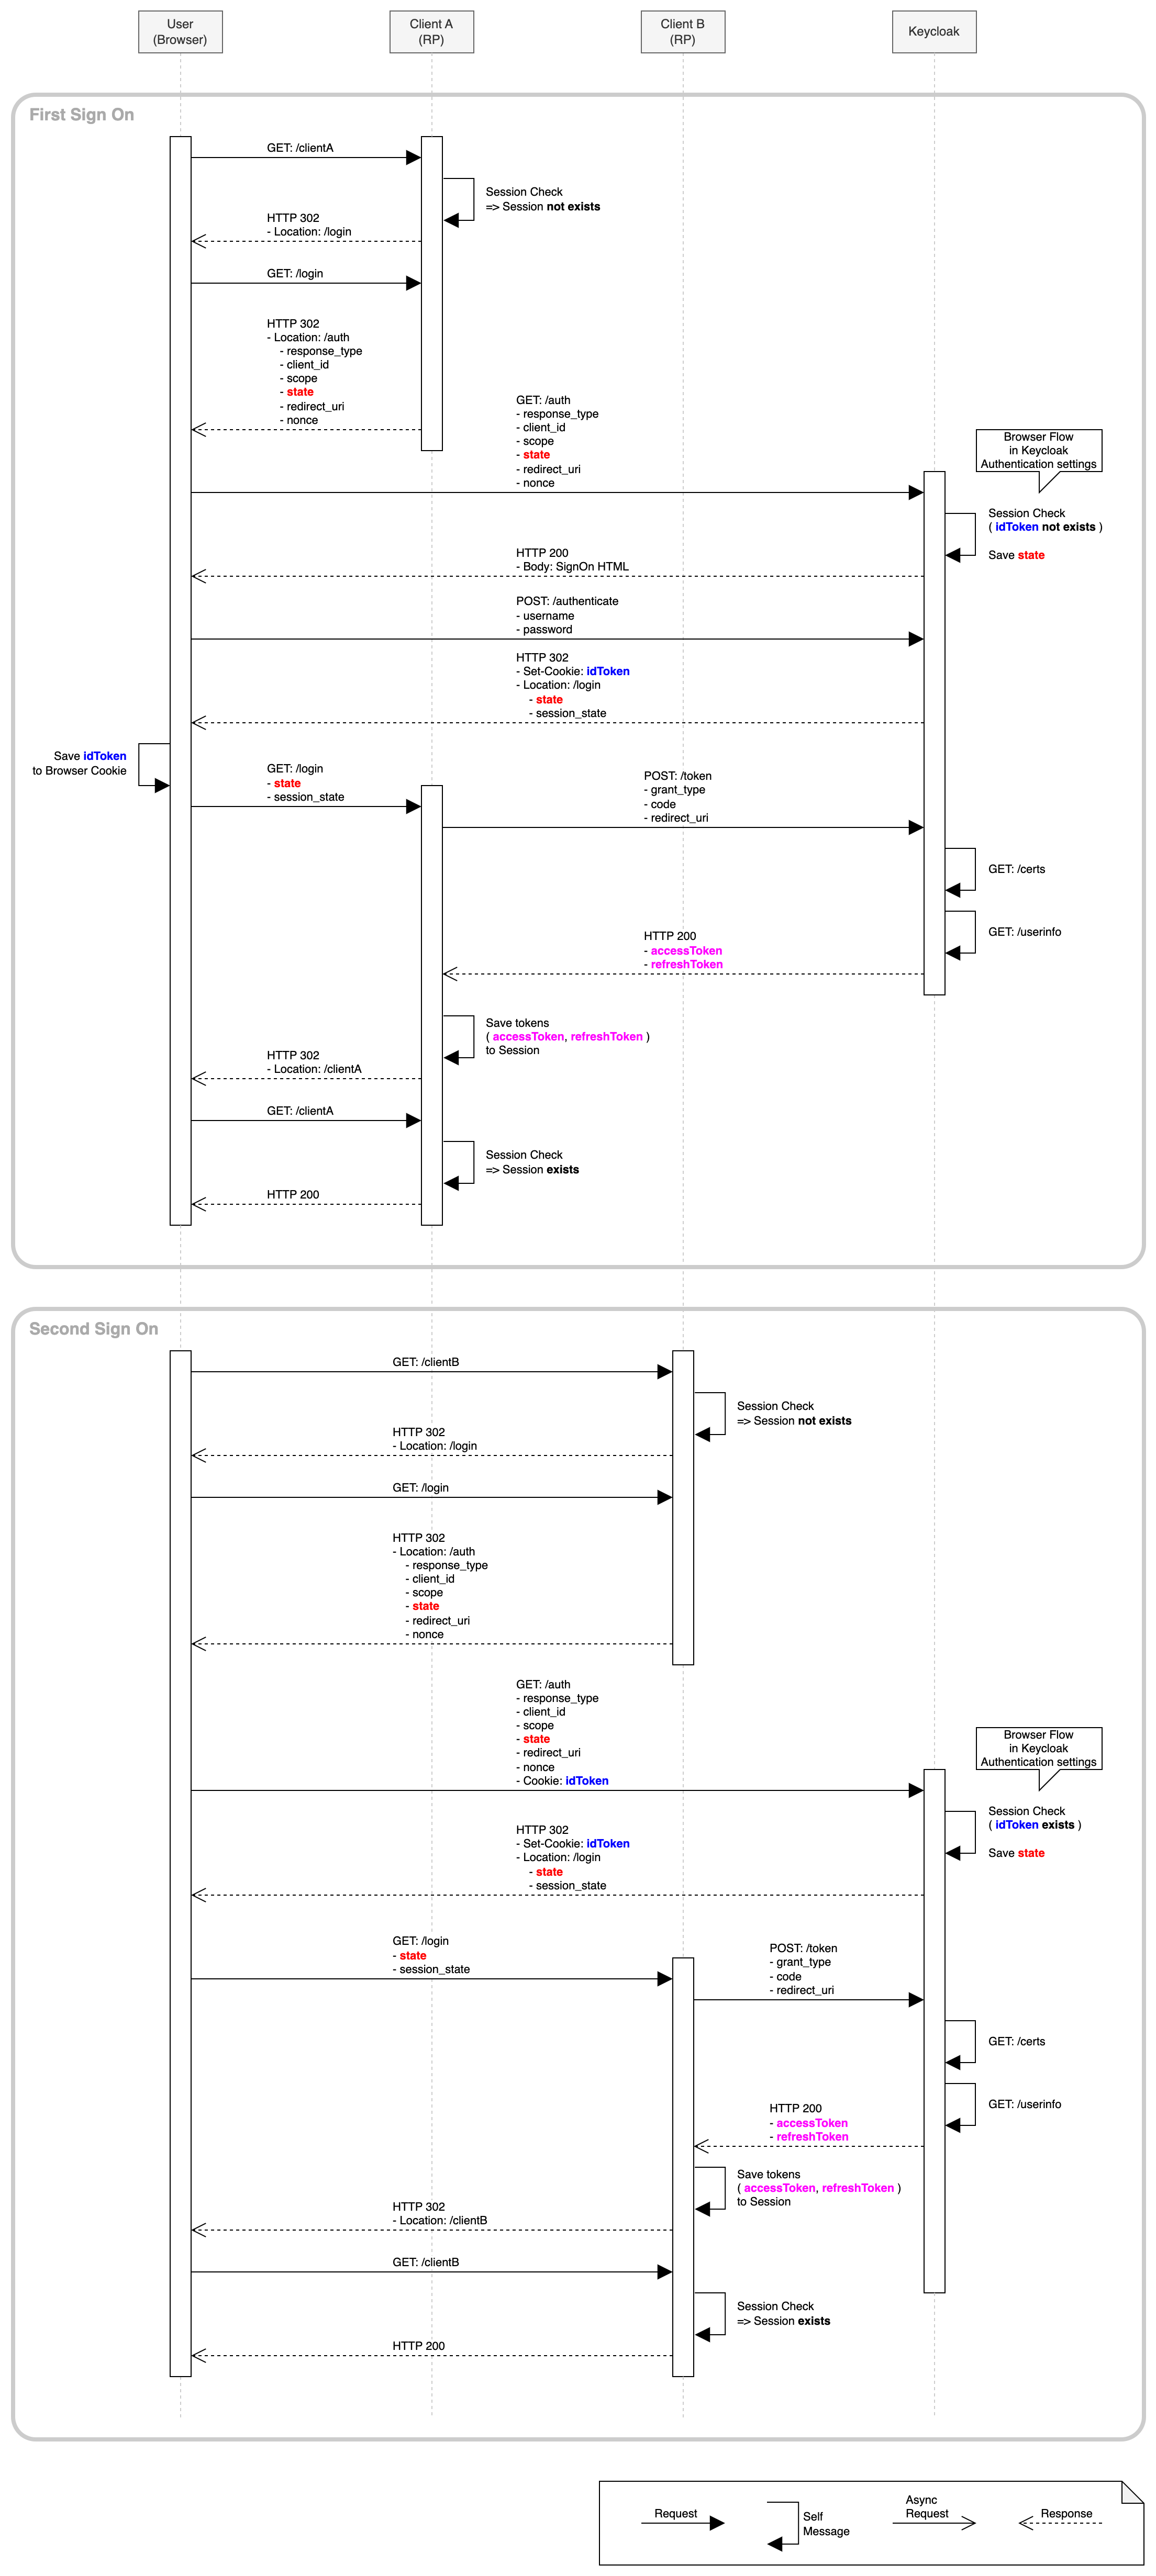 User
(Browser)
Client A
(RP)
Client B
(RP)
Keycloak
First Sign On
GET: /clientA
Session Check
=> Session not exists
HTTP 302
- Location: /login
GET: /login
HTTP 302
- Location: /auth
- response_type
- client_id
- scope
- state
- redirect_uri
- nonce
GET: /auth
- response_type
- client_id
- scope
- state
- redirect_uri
- nonce
Browser Flow
in Keycloak
Authentication settings
Session Check
( idToken not exists )
Save state
HTTP 200
- Body: SignOn HTML
POST: /authenticate
- username
- password
HTTP 302
- Set-Cookie: idToken
- Location: /login
- state
- session_state
Save idToken
to Browser Cookie
GET: /login
- state
- session_state
POST: /token
- grant_type
- code
- redirect_uri
GET: /certs
GET: /userinfo
HTTP 200
- accessToken
- refreshToken
Save tokens
( accessToken, refreshToken )
to Session
HTTP 302
- Location: /clientA
GET: /clientA
Session Check
=> Session exists
HTTP 200
Second Sign On
GET: /clientB
Session Check
=> Session not exists
HTTP 302
- Location: /login
GET: /login
HTTP 302
- Location: /auth
- response_type
- client_id
- scope
- state
- redirect_uri
- nonce
GET: /auth
- response_type
- client_id
- scope
- state
- redirect_uri
- nonce
- Cookie: idToken
Browser Flow
in Keycloak
Authentication settings
Session Check
( idToken exists )
Save state
HTTP 302
- Set-Cookie: idToken
- Location: /login
- state
- session_state
GET: /login
- state
- session_state
POST: /token
- grant_type
- code
- redirect_uri
GET: /certs
GET: /userinfo
HTTP 200
- accessToken
- refreshToken
Save tokens
( accessToken, refreshToken )
to Session
HTTP 302
- Location: /clientB
GET: /clientB
Session Check
=> Session exists
HTTP 200
Request
Self
Message
Async
Request
Response